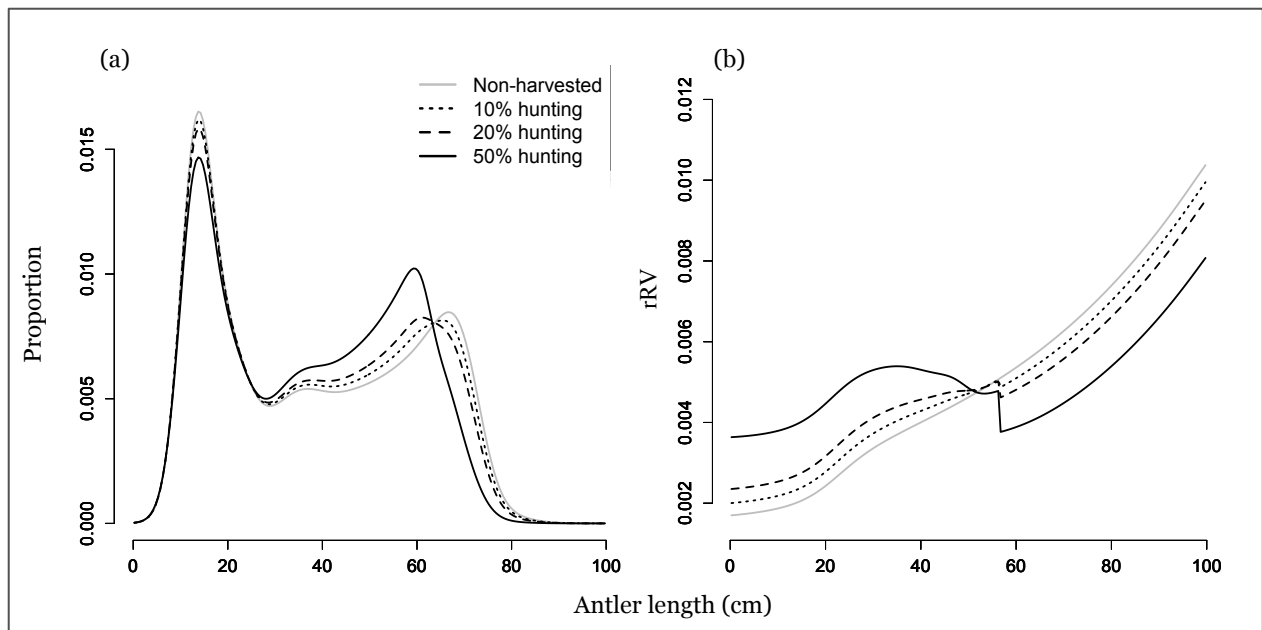 (a)
Non-harvested
10% hunting
20% hunting
50% hunting
Proportion
0.000
0.005
0.010
0.015
0 20 40 60 80 100
(b)
rRV
0.002
0.004
0.006
0.008
0.010
0.012
0 20 40 60 80 100
Antler length (cm)